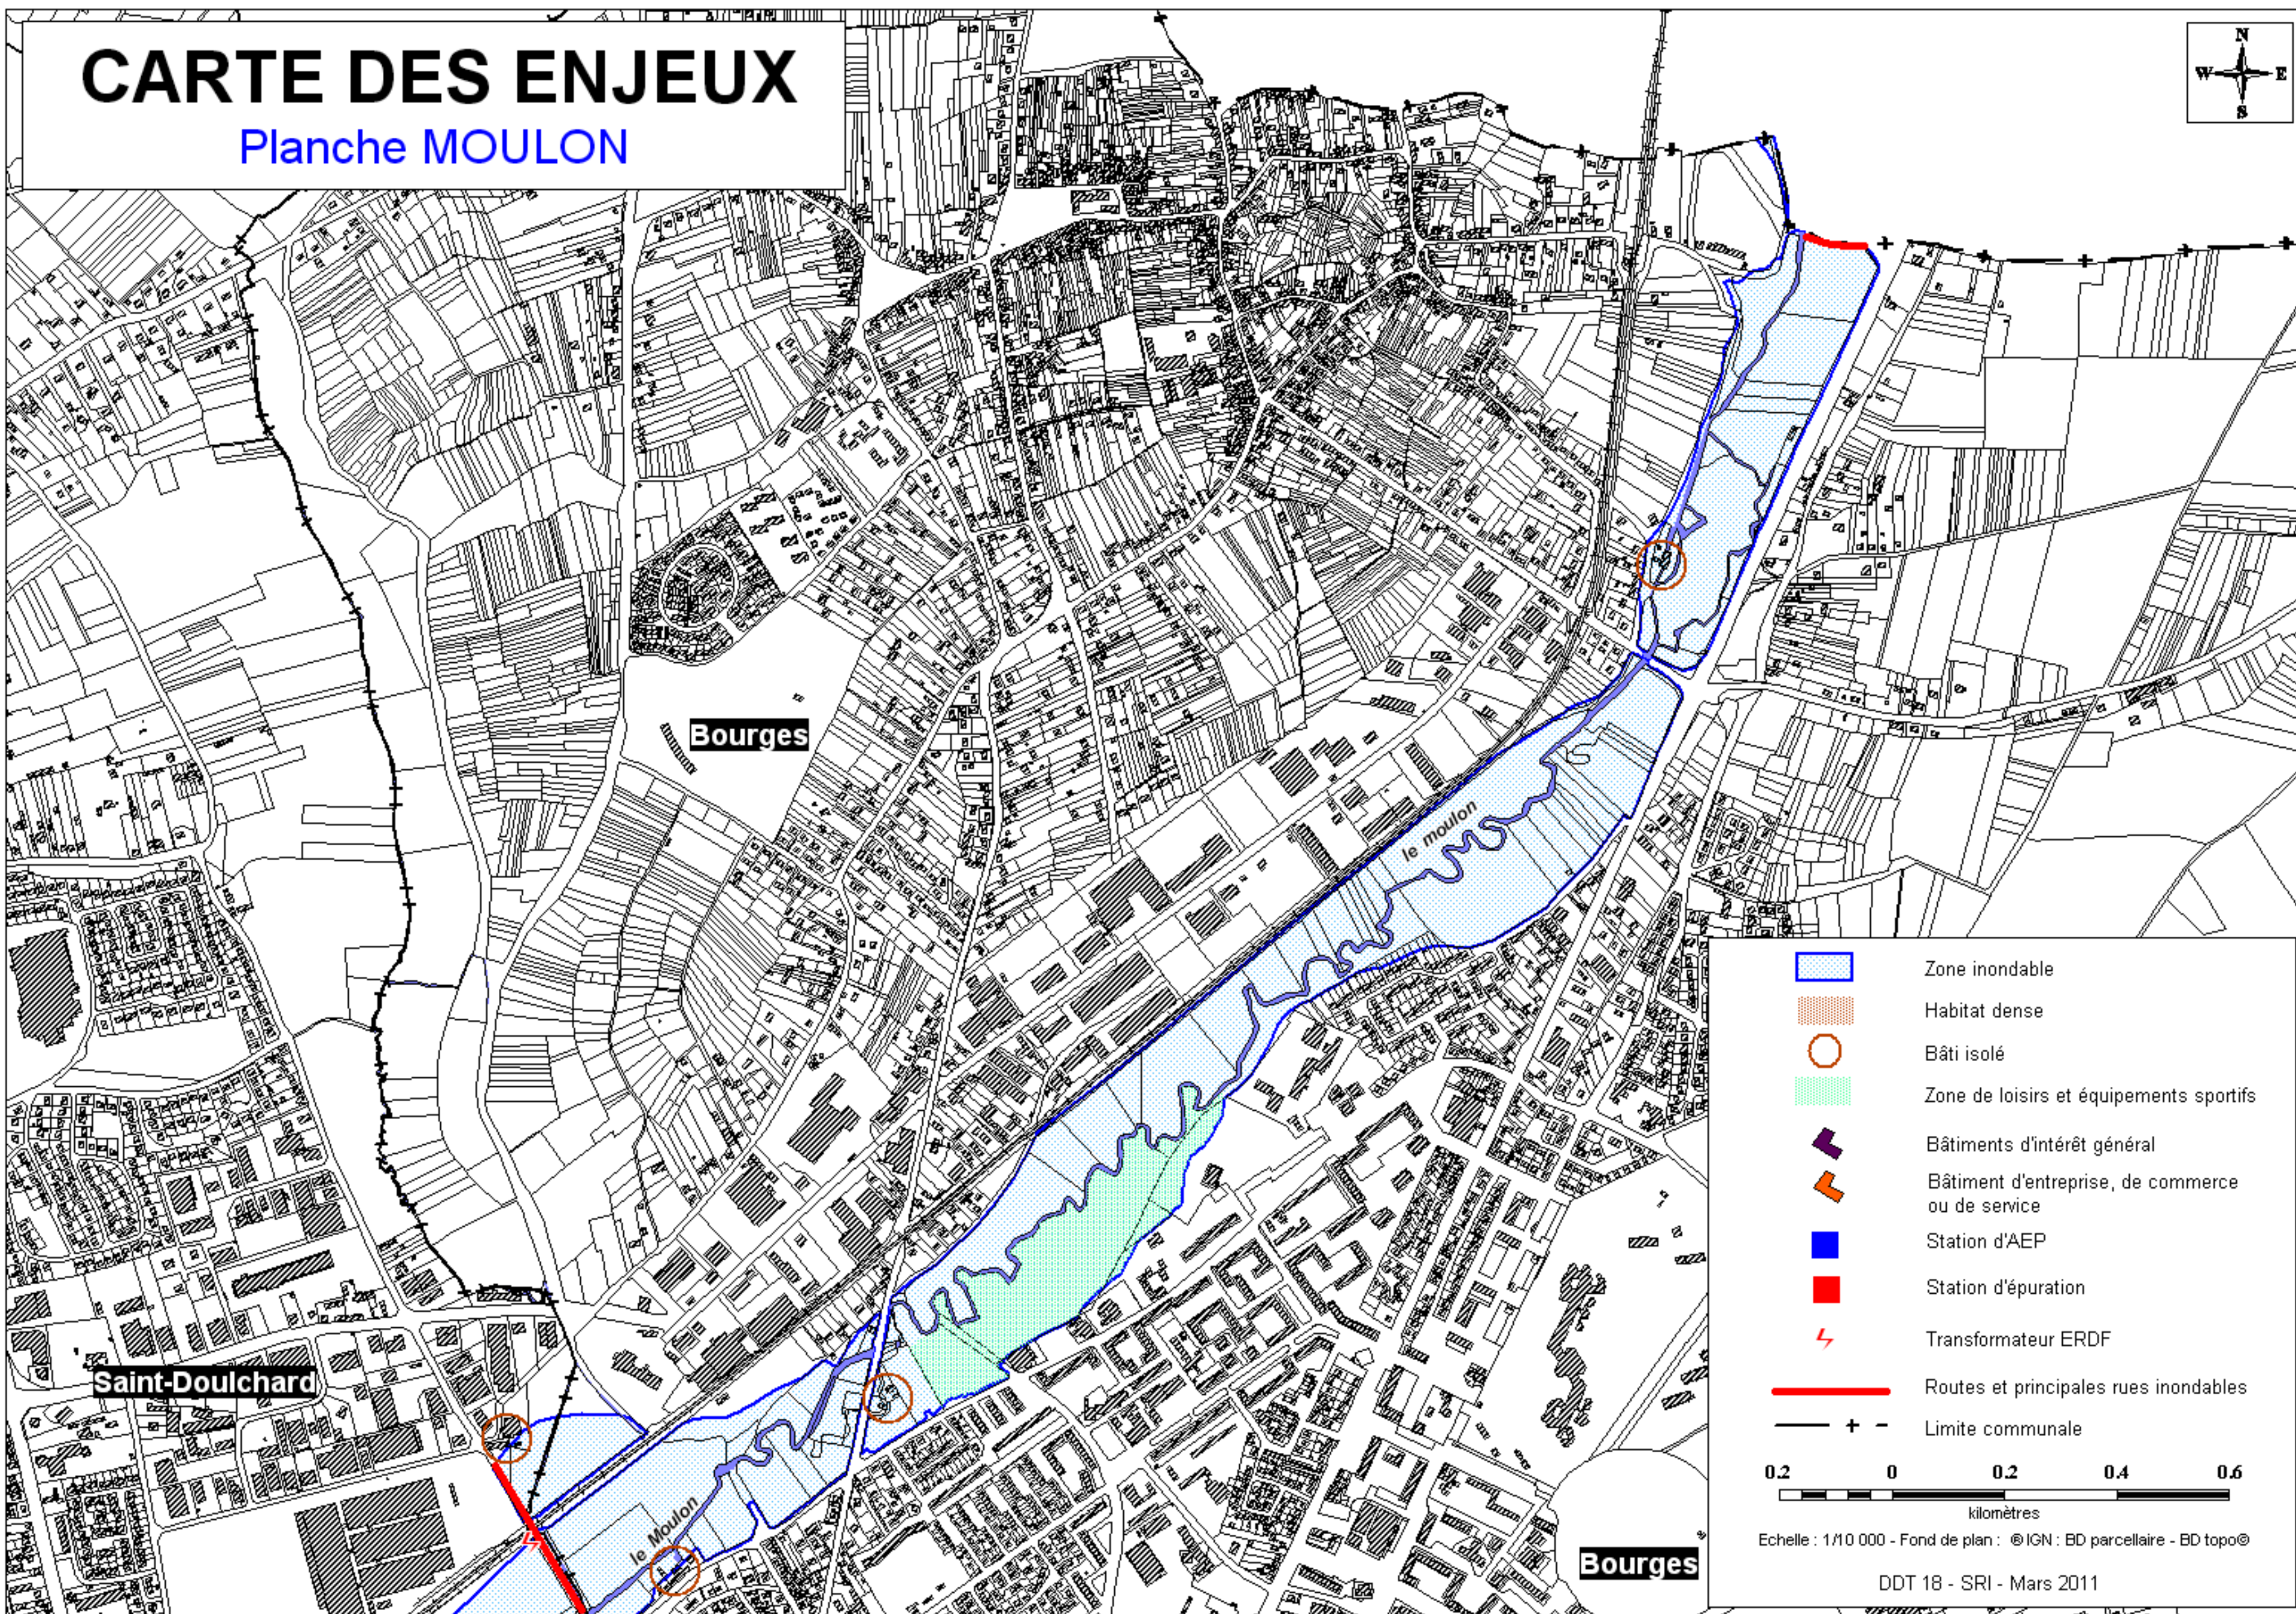 CARTE DES ENJEUX
Planche MOULON
N
W E
S
Bourges
le moulon
Saint-Doulchard
le Moulon
Bourges
Zone inondable
Habitat dense
Bâti isolé
Zone de loisirs et équipements sportifs
Bâtiments d'intérêt général
Bâtiment d'entreprise, de commerce
ou de service
Station d'AEP
Station d'épuration
Transformateur ERDF
Routes et principales rues inondables
Limite communale
0.2 0 0.2 0.4 0.6
kilomètres
Echelle : 1/10 000 - Fond de plan : ®IGN : BD parcellaire - BD topo©
DDT 18 - SRI - Mars 2011